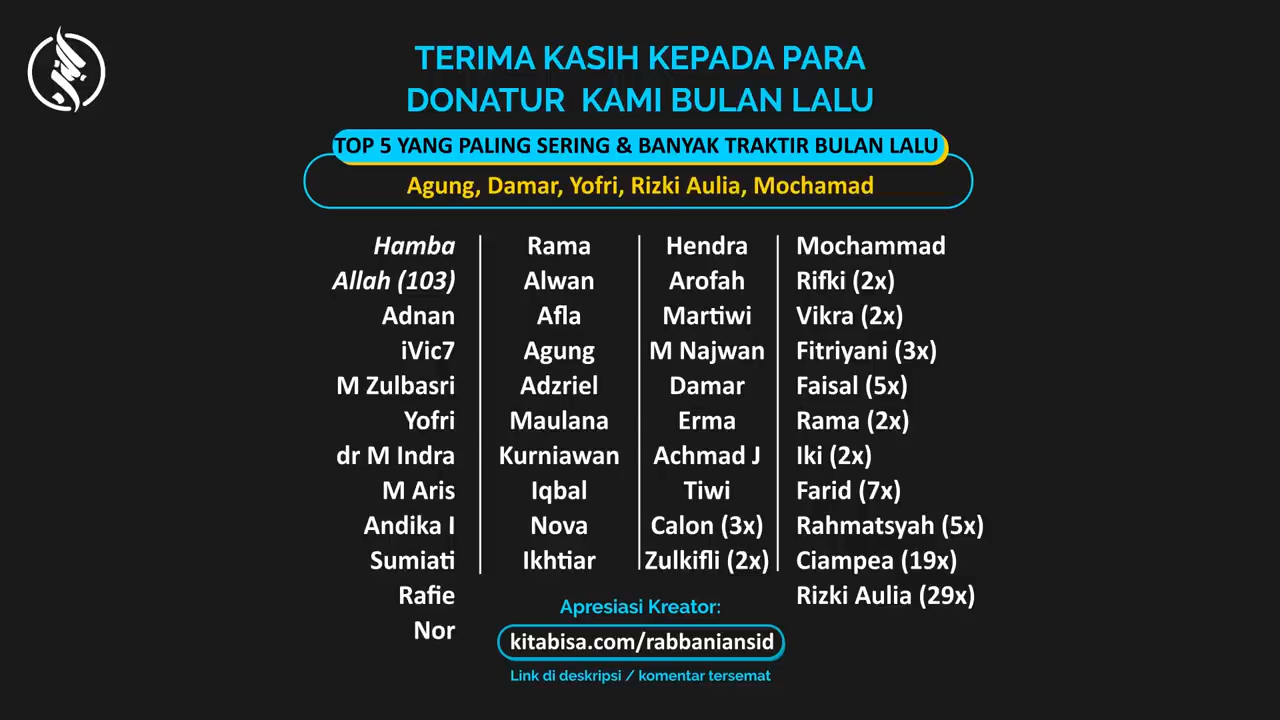 TERIMA KASIH KEPADA PARA
DONATUR KAMI BULAN LALU
TOP 5 YANG PALING SERING & BANYAK TRAKTIR BULAN LALU
Agung, Damar, Yofri, Rizki Aulia, Mochamad
Hamba
Allah (103)
Adnan
iVic7
M Zulbasri
Yofri
dr M Indra
M Aris
Andika I
Sumiati
Rafie
Nor
Rama
Alwan
Afla
Agung
Adzriel
Maulana
Kurniawan
Iqbal
Nova
Ikhtiar
Hendra
Arofah
Martiwi
M Najwan
Damar
Erma
Achmad J
Tiwi
Calon (3x)
Zulkifli (2x)
Mochammad
Rifki (2x)
Vikra (2x)
Fitriyani (3x)
Faisal (5x)
Rama (2x)
Iki (2x)
Farid (7x)
Rahmatsyah (5x)
Ciampea (19x)
Rizki Aulia (29x)
Apresiasi Kreator:
kitabisa.com/rabbaniansid
Link di deskripsi / komentar tersemat